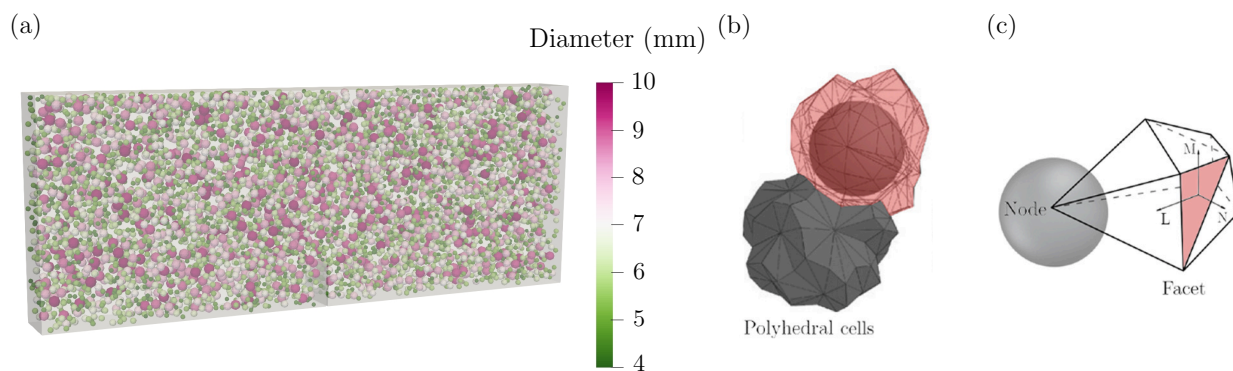 (a)
Diameter (mm)
10
9
8
7
6
5
4
(b)
Polyhedral cells
(c)
Node
M
L
N
Facet